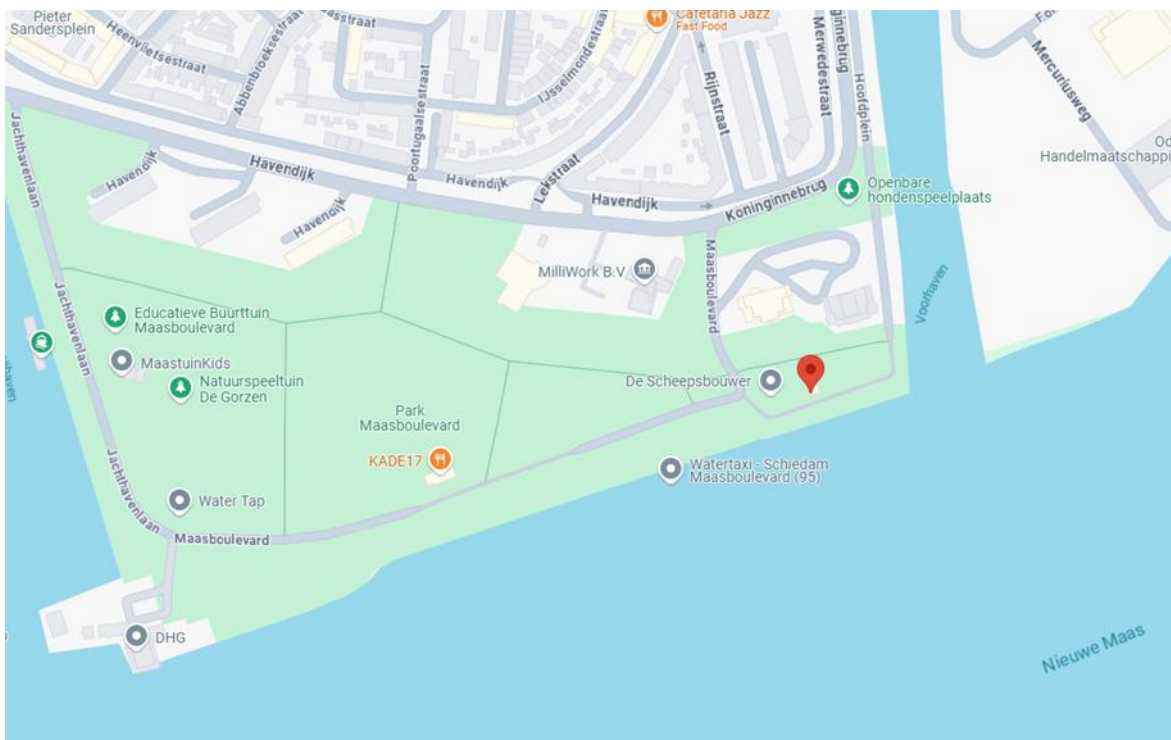 Pieter
Sandersplein
Heenvlietsestraat
Abbenbroeksestraat
Poortugaalsestraat
IJsselmondestraat
Cafetaria Jazz
Fast Food
Rijnstraat
Merwedestraat
Hoofdplein
Mercuriusweg
Handelmaatschappi
Jachthavenlaan
Havendijk
Havendijk
Havendijk
Havendijk
Lekstraat
Havendijk
Koninginnebrug
Openbare
hondenspeelplaats
MilliWork B.V
Maasboulevard
Voorhaven
Jachthavenlaan
Educatieve Buurttuin
Maasboulevard
MaastuinKids
Natuurspeeltuin
De Gorzen
De Scheepsbouwer
Park
Maasboulevard
KADE17
Watertaxi - Schiedam
Maasboulevard (95)
Jachthavenlaan
Water Tap
Maasboulevard
DHG
Nieuwe Maas